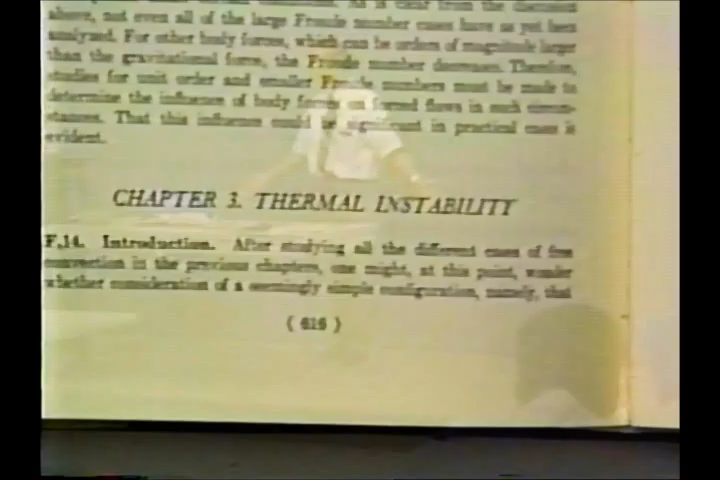 above, not even all of the large Froude number cases have as yet been
analyzed. For other body forces, which can be orders of magnitude larger
than the gravitational force, the Froude number decreases. Therefore,
studies for unit order and smaller Froude numbers must be made to
determine the influence of body forces on forced flows in such circum-
stances. That this influence could be significant in practical cases is
evident.
CHAPTER 3. THERMAL INSTABILITY
F,14. Introduction. After studying all the different cases of free
convection in the previous chapters, one might, at this point, wonder
whether consideration of a seemingly simple configuration, namely, that
( 616 )